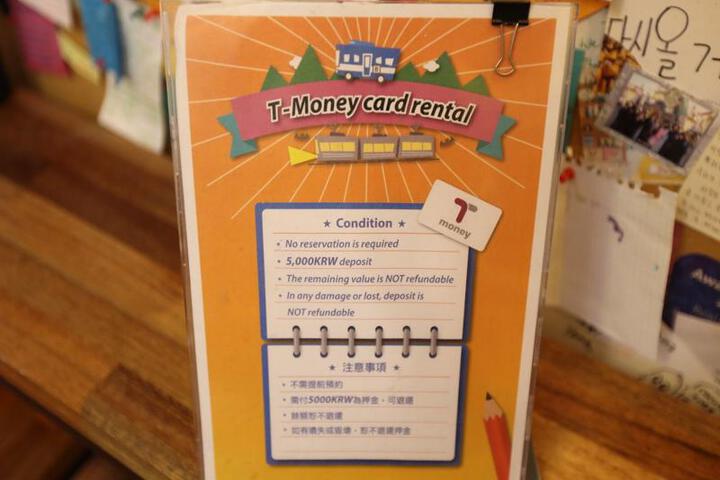 다시올
T-Money card rental
T
money
★ Condition ★
• No reservation is required
• 5,000KRW deposit
• The remaining value is NOT refundable
• In any damage or lost, deposit is
NOT refundable
★ 注意事項 ★
• 不需提前預約
• 需付5000KRW為押金，可退還
• 餘額恕不退還
• 如有遺失或毀壞，恕不退還押金